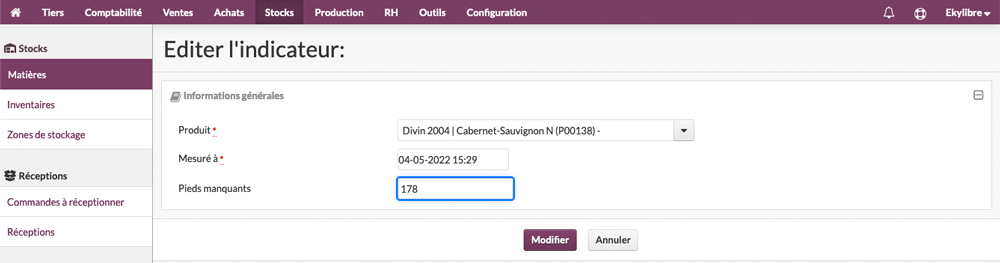 Tiers Comptabilité Ventes Achats Stocks Production RH Outils Configuration Ekylibre
Stocks
Matières
Inventaires
Zones de stockage
Réceptions
Commandes à réceptionner
Réceptions
Editer l'indicateur:
Informations générales
Produit *
Divin 2004 | Cabernet-Sauvignon N (P00138) -
Mesuré à *
04-05-2022 15:29
Pieds manquants
178
Modifier Annuler